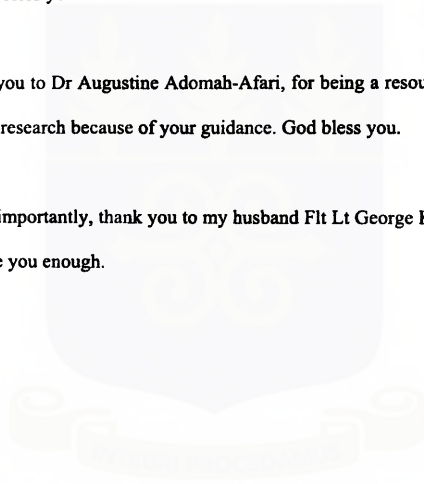 you to Dr Augustine Adomah-Afari, for being a
research because of your guidance. God bless you.
importantly, thank you to my husband Flt Lt George
you enough.
PROCEDAMUS